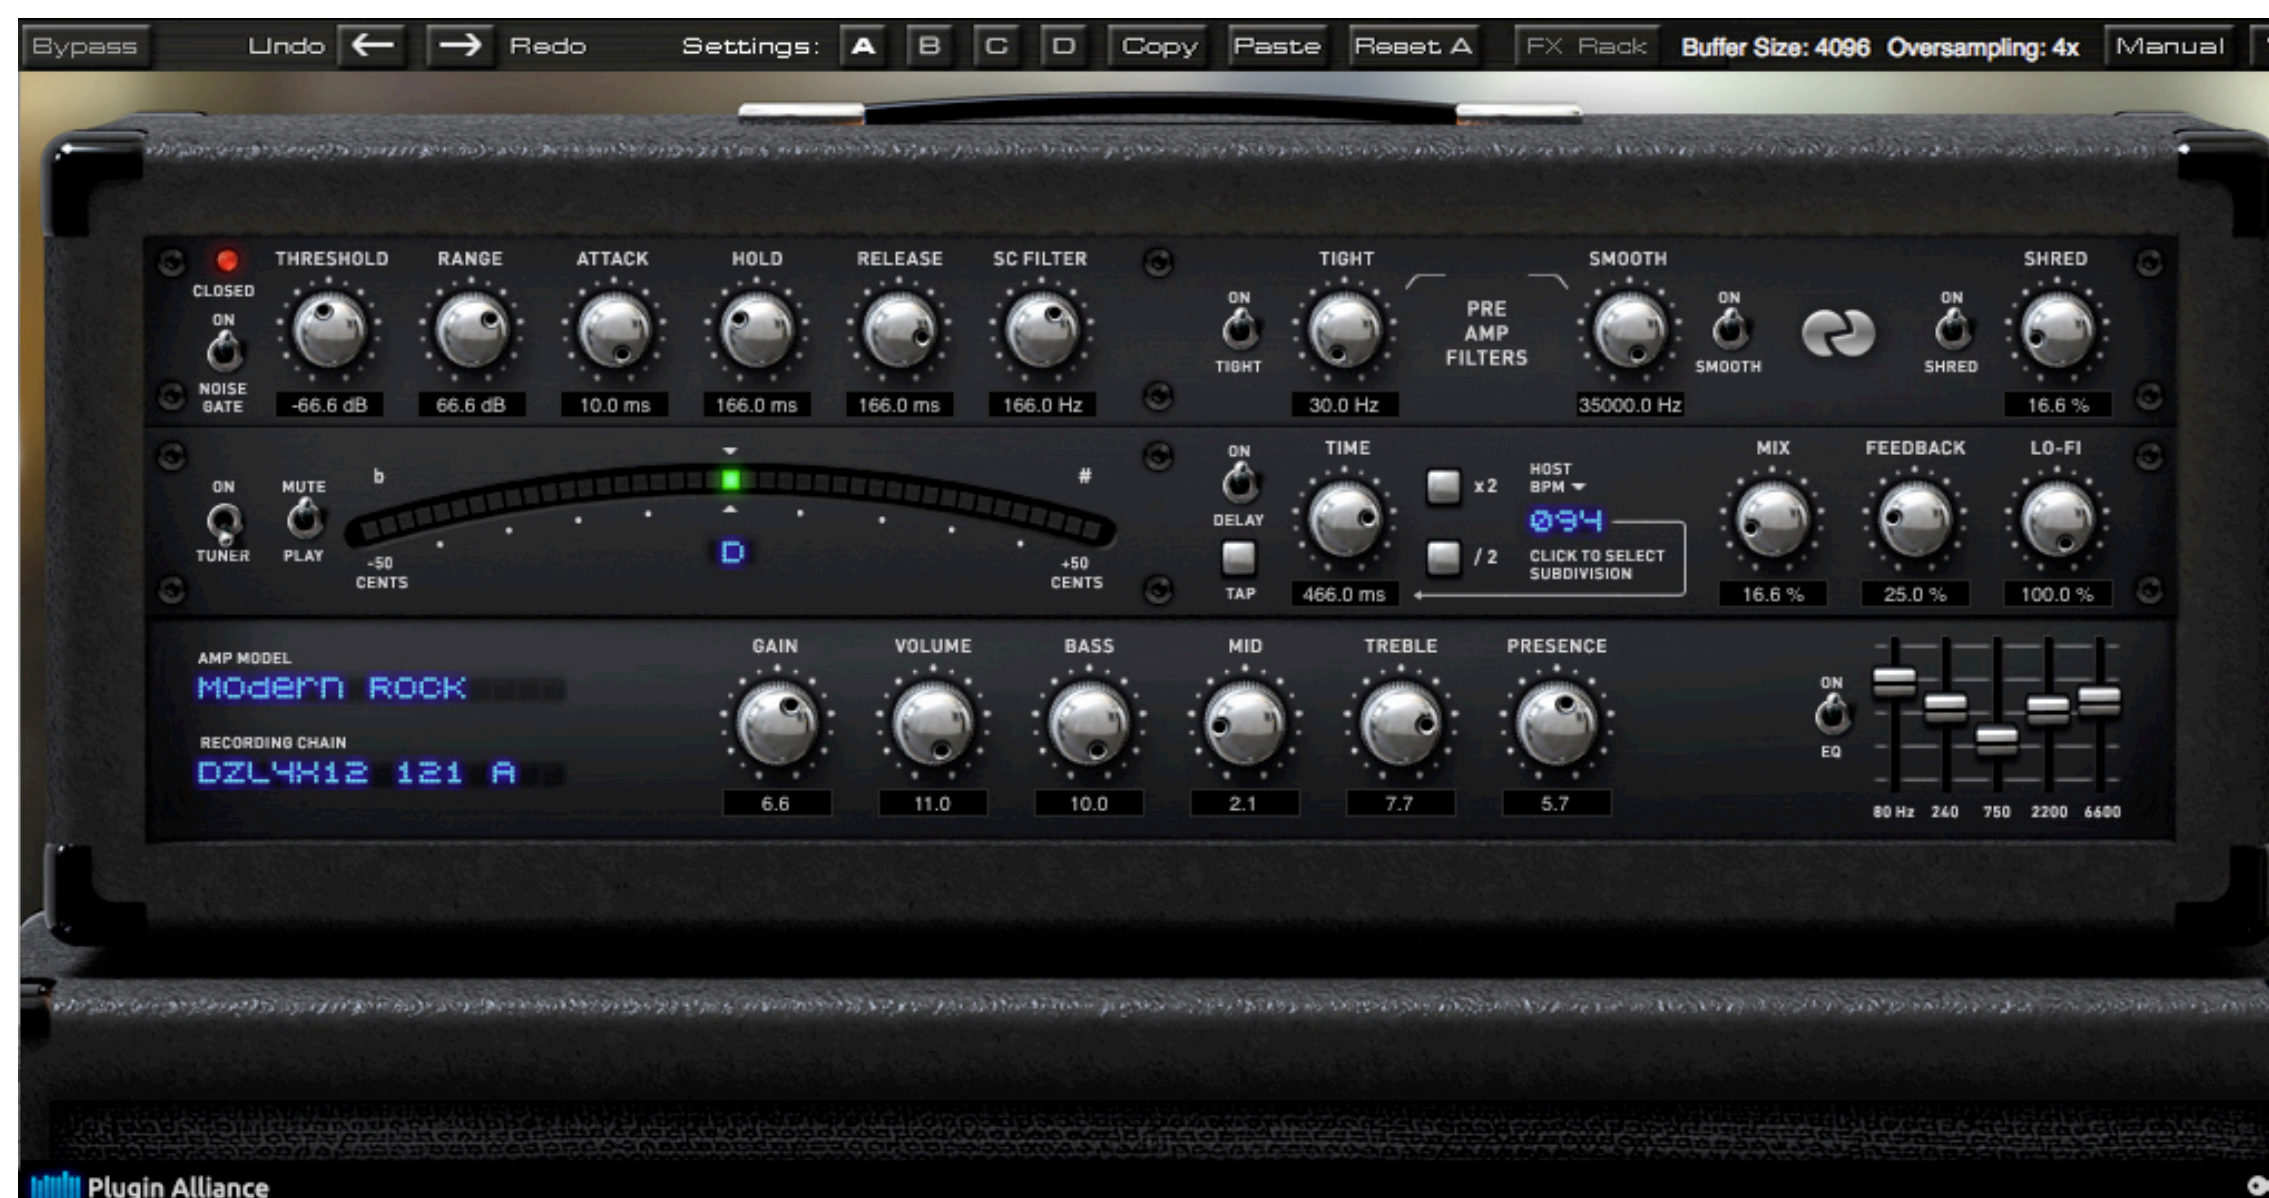 Bypass Undo ← → Redo Settings: A B C D Copy Paste Reset A FX Rack Buffer Size: 4096 Oversampling: 4x Manual
THRESHOLD RANGE ATTACK HOLD RELEASE SC FILTER TIGHT SMOOTH SHRED
CLOSED
ON ON ON ON
PRE
AMP
FILTERS
TIGHT SMOOTH SHRED
NOISE
GATE
-66.6 dB 66.6 dB 10.0 ms 166.0 ms 166.0 ms 166.0 Hz 30.0 Hz 35000.0 Hz 16.6 %
ON MUTE b # ON TIME x2 HOST
BPM MIX FEEDBACK LO-FI
094
TUNER PLAY D DELAY /2 CLICK TO SELECT
SUBDIVISION
-50
CENTS
+50
CENTS
TAP 466.0 ms 16.6 % 25.0 % 100.0 %
AMP MODEL GAIN VOLUME BASS MID TREBLE PRESENCE
Modern Rock
ON
RECORDING CHAIN
EQ
DZL4X12 121 A
6.6 11.0 10.0 2.1 7.7 5.7
80 Hz 240 750 2200 6600
Plugin Alliance